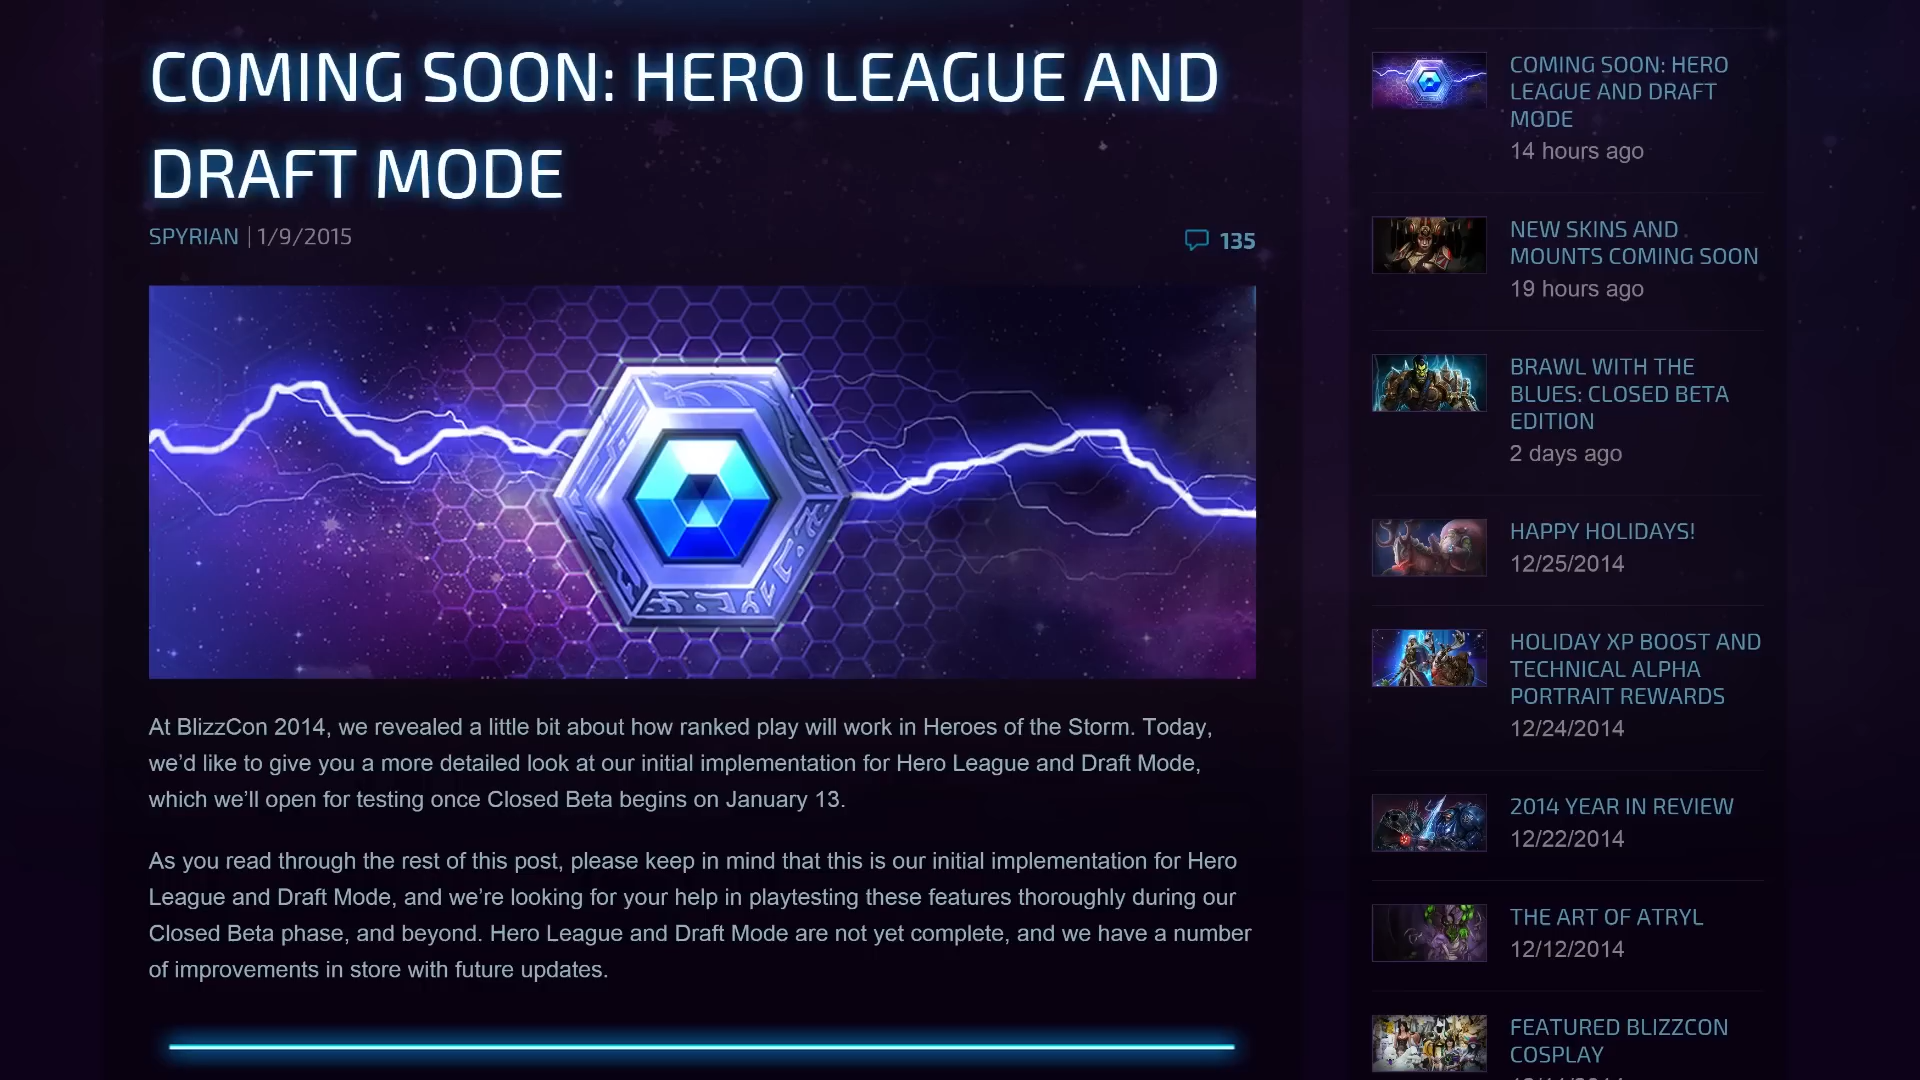 COMING SOON: HERO LEAGUE AND
DRAFT MODE
SPYRIAN | 1/9/2015
135
At BlizzCon 2014, we revealed a little bit about how ranked play will work in Heroes of the Storm. Today,
we’d like to give you a more detailed look at our initial implementation for Hero League and Draft Mode,
which we’ll open for testing once Closed Beta begins on January 13.
As you read through the rest of this post, please keep in mind that this is our initial implementation for Hero
League and Draft Mode, and we’re looking for your help in playtesting these features thoroughly during our
Closed Beta phase, and beyond. Hero League and Draft Mode are not yet complete, and we have a number
of improvements in store with future updates.
COMING SOON: HERO
LEAGUE AND DRAFT
MODE
14 hours ago
NEW SKINS AND
MOUNTS COMING SOON
19 hours ago
BRAWL WITH THE
BLUES: CLOSED BETA
EDITION
2 days ago
HAPPY HOLIDAYS!
12/25/2014
HOLIDAY XP BOOST AND
TECHNICAL ALPHA
PORTRAIT REWARDS
12/24/2014
2014 YEAR IN REVIEW
12/22/2014
THE ART OF ATRYL
12/12/2014
FEATURED BLIZZCON
COSPLAY